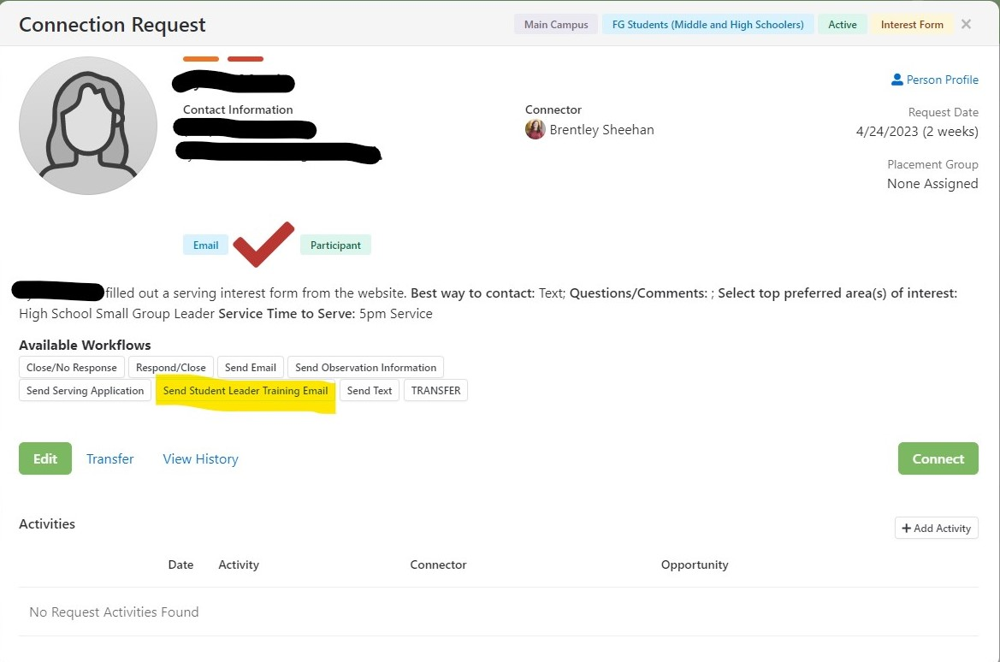 Connection Request
Main Campus
FG Students (Middle and High Schoolers)
Active
Interest Form
×
Person Profile
Contact Information
Connector
Brentley Sheehan
Request Date
4/24/2023 (2 weeks)
Placement Group
None Assigned
Email
Participant
filled out a serving interest form from the website. Best way to contact: Text; Questions/Comments: ; Select top preferred area(s) of interest:
High School Small Group Leader Service Time to Serve: 5pm Service
Available Workflows
Close/No Response
Respond/Close
Send Email
Send Observation Information
Send Serving Application
Send Student Leader Training Email
Send Text
TRANSFER
Edit
Transfer
View History
Connect
Activities
+ Add Activity
Date
Activity
Connector
Opportunity
No Request Activities Found